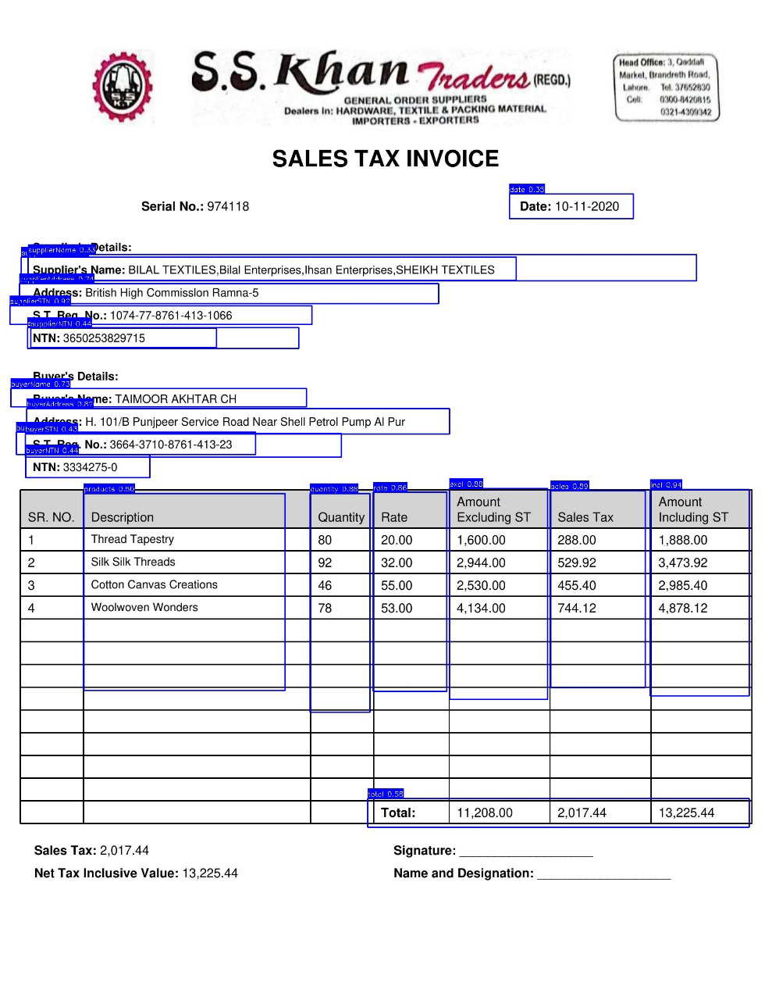 S.S. Khan Traders (REGD.)
GENERAL ORDER SUPPLIERS
Dealers in: HARDWARE, TEXTILE & PACKING MATERIAL
IMPORTERS - EXPORTERS
Head Office: 3, Qaddafi
Market, Brandreth Road,
Lahore. Tel. 37652830
Cell: 0300-8420815
0321-4309342
SALES TAX INVOICE
date 0.35
Serial No.: 974118 Date: 10-11-2020
Details:
supplierName 0.33
Supplier's Name: BILAL TEXTILES,Bilal Enterprises,Ihsan Enterprises,SHEIKH TEXTILES
supplierAddress 0.74
Address: British High Commisslon Ramna-5
supplierSTN 0.92
S.T. Reg. No.: 1074-77-8761-413-1066
supplierNTN 0.44
NTN: 3650253829715
Buyer's Details:
buyerName 0.73
Buyer's Name: TAIMOOR AKHTAR CH
buyerAddress 0.82
Address: H. 101/B Punjpeer Service Road Near Shell Petrol Pump Al Pur
buyerSTN 0.43
S.T. Reg. No.: 3664-3710-8761-413-23
buyerNTN 0.44
NTN: 3334275-0
products quantity 0.88 rate 0.86 excl 0.88 sales 0.89 incl 0.94
SR. NO. Description Quantity Rate Amount Excluding ST Sales Tax Amount Including ST
1 Thread Tapestry 80 20.00 1,600.00 288.00 1,888.00
2 Silk Silk Threads 92 32.00 2,944.00 529.92 3,473.92
3 Cotton Canvas Creations 46 55.00 2,530.00 455.40 2,985.40
4 Woolwoven Wonders 78 53.00 4,134.00 744.12 4,878.12
total 0.58
Total: 11,208.00 2,017.44 13,225.44
Sales Tax: 2,017.44 Signature: ___________________
Net Tax Inclusive Value: 13,225.44 Name and Designation: ___________________